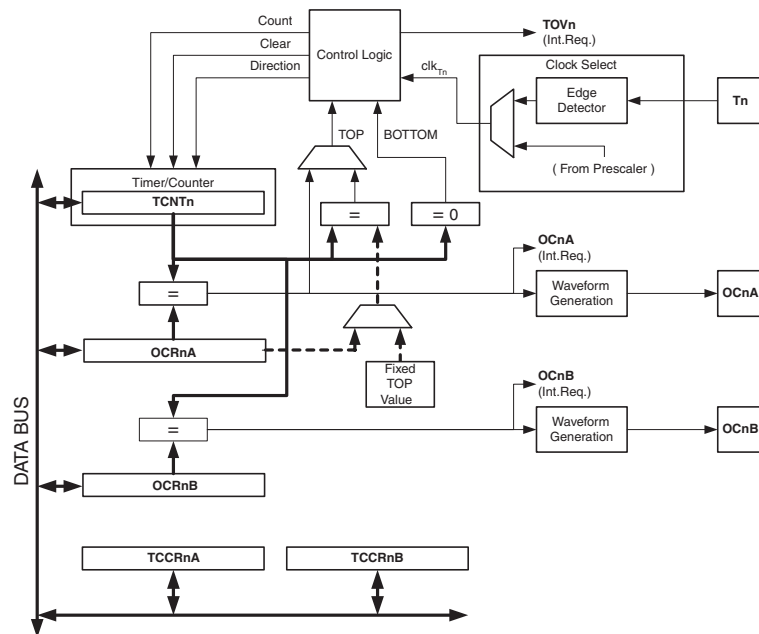 Count
Clear
Direction
Control Logic
TOVn
(Int.Req.)
clkTn
Clock Select
Edge
Detector
Tn
( From Prescaler )
TOP
BOTTOM
Timer/Counter
TCNTn
=
= 0
OCnA
(Int.Req.)
=
Waveform
Generation
OCnA
OCRnA
Fixed
TOP
Value
OCnB
(Int.Req.)
=
Waveform
Generation
OCnB
OCRnB
DATA BUS
TCCRnA
TCCRnB